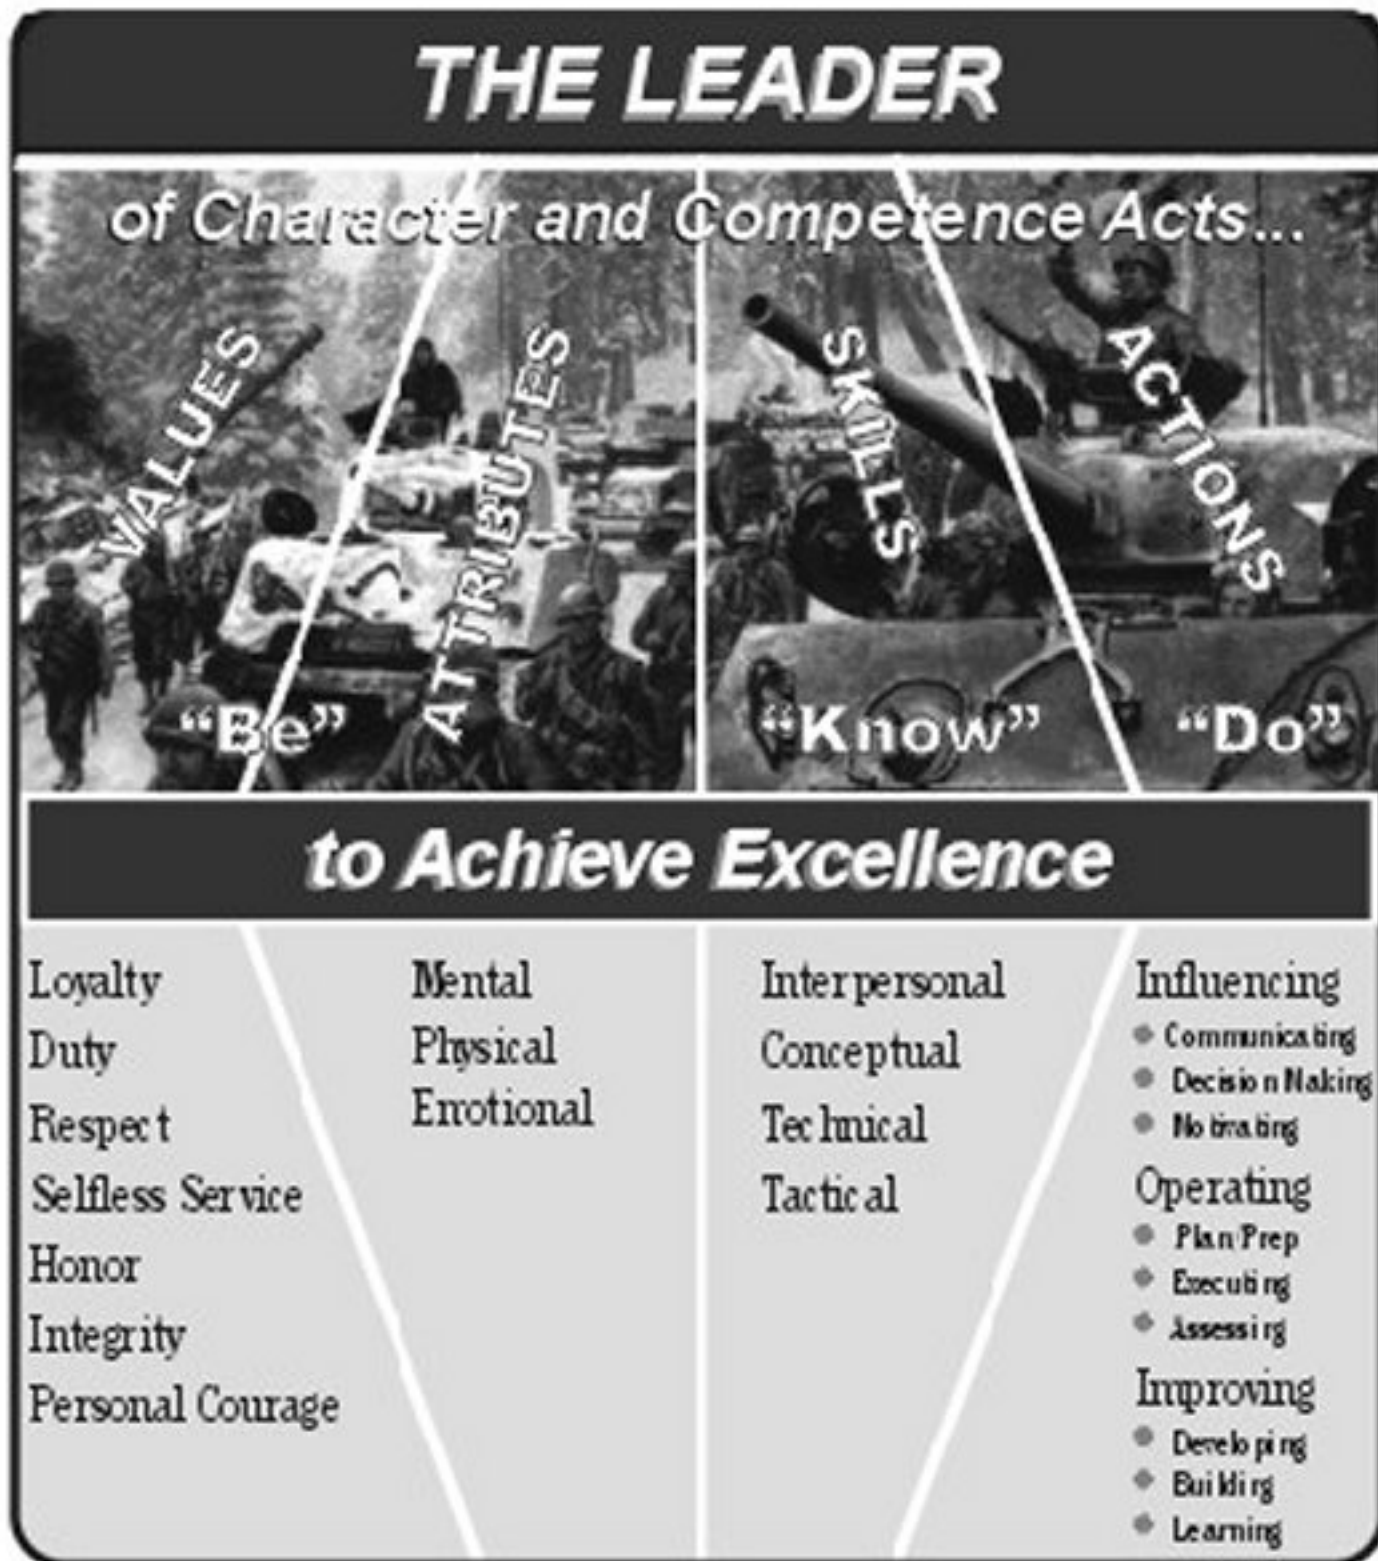 THE LEADER
of Character and Competence Acts...
VALUES
ATTRIBUTES
SKILLS
ACTIONS
“Be”
“Know”
“Do”
to Achieve Excellence
Loyalty
Duty
Respect
Selfless Service
Honor
Integrity
Personal Courage
Mental
Physical
Emotional
Interpersonal
Conceptual
Technical
Tactical
Influencing
Communicating
Decision Making
Motivating
Operating
Plan/Prep
Executing
Assessing
Improving
Developing
Building
Learning